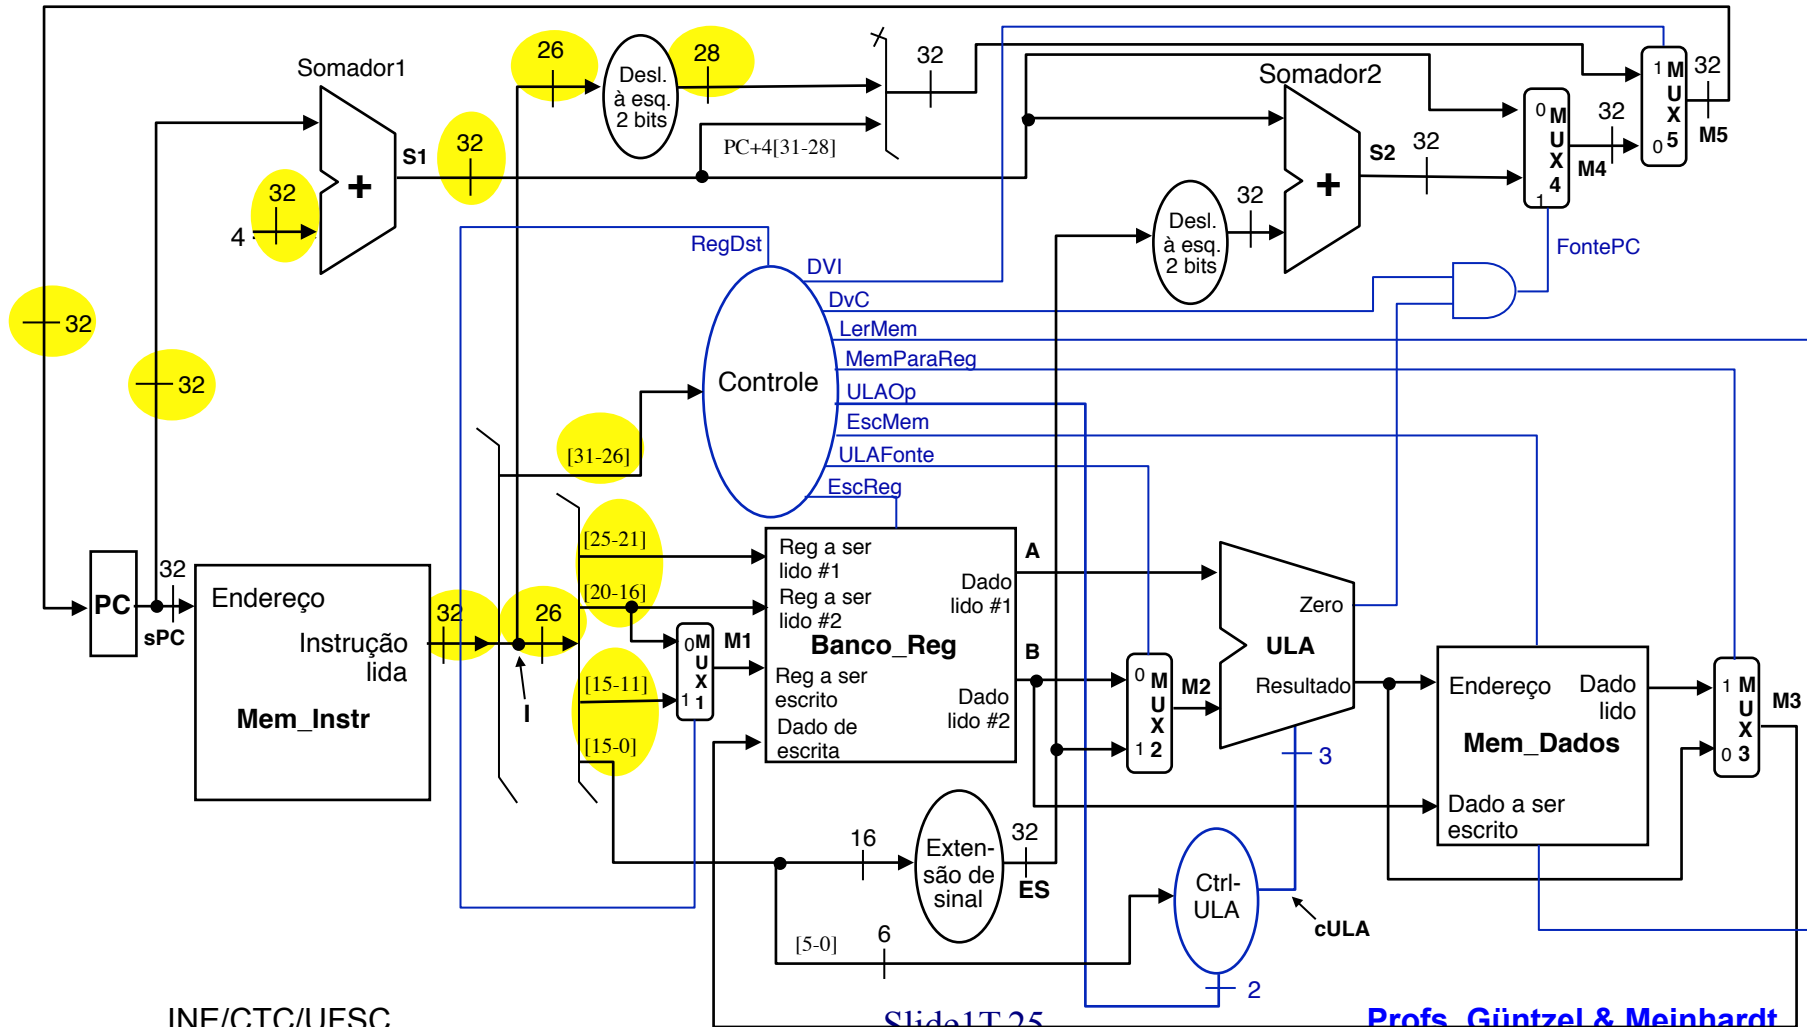 Somador1
26
Desl.
à esq.
2 bits
28
32
Somador2
1
M
U
X
5
0
32
M5
S1
32
PC+4[31-28]
4
32
+
S2
32
+
0
M
U
X
4
1
32
M4
Desl.
à esq.
2 bits
32
FontePC
RegDst
DVI
DvC
LerMem
MemParaReg
ULAOp
EscMem
ULAFonte
EscReg
Controle
32
32
[31-26]
[25-21]
[20-16]
[15-11]
[15-0]
PC
32
sPC
Endereço
Instrução
lida
Mem_Instr
32
26
I
0
M
U
X
1
1
M1
Reg a ser
lido #1
Reg a ser
lido #2
Banco_Reg
Reg a ser
escrito
Dado de
escrita
Dado
lido #1
Dado
lido #2
A
B
0
M
U
X
2
1
M2
Zero
ULA
Resultado
3
Endereço
Dado
lido
Mem_Dados
Dado a ser
escrito
1
M
U
X
3
0
M3
16
Exten-
são de
sinal
32
ES
Ctrl-
ULA
cULA
[5-0]
6
2
INE/CTC/UFSC
Slide1T.25
Profs. Güntzel & Meinhardt